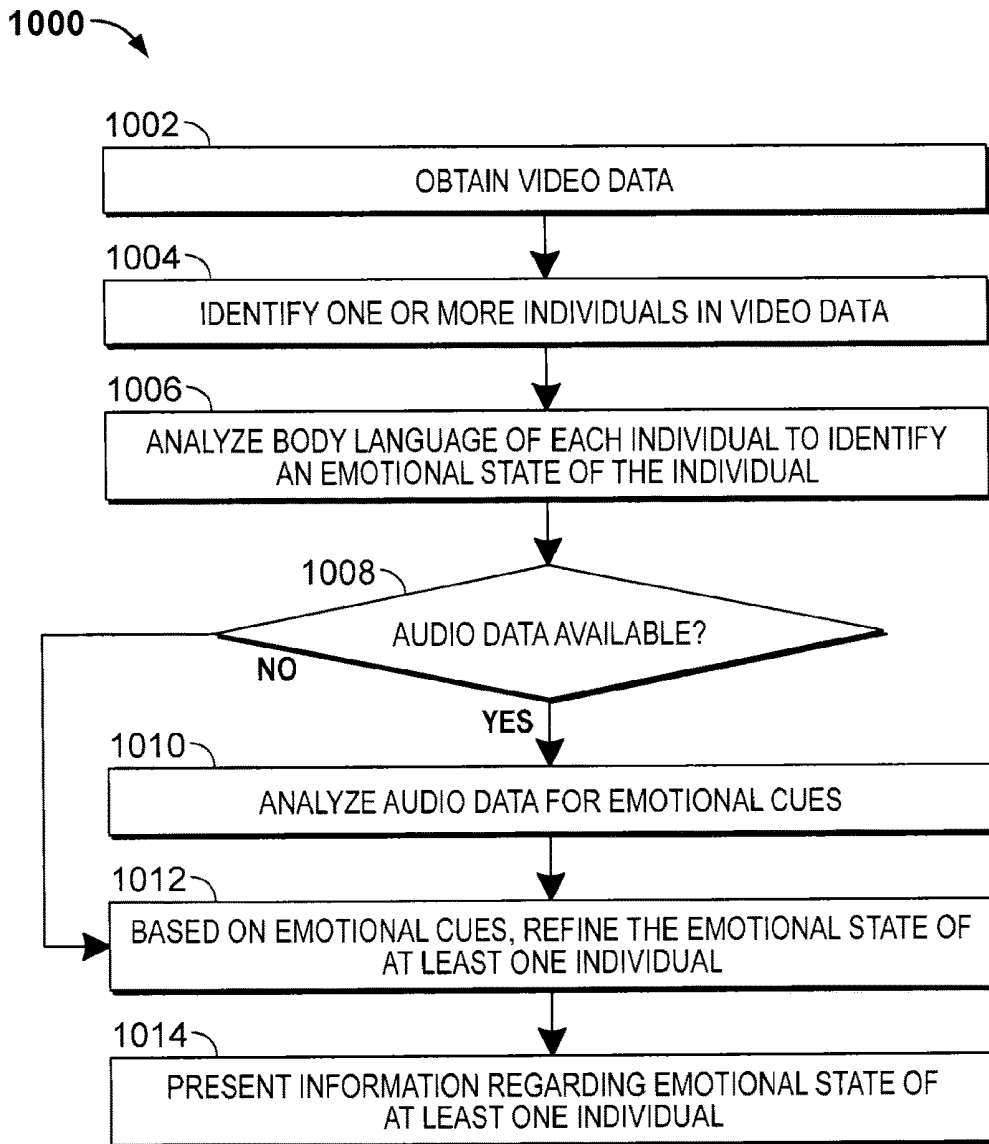 1000
1002
OBTAIN VIDEO DATA
1004
IDENTIFY ONE OR MORE INDIVIDUALS IN VIDEO DATA
1006
ANALYZE BODY LANGUAGE OF EACH INDIVIDUAL TO IDENTIFY
AN EMOTIONAL STATE OF THE INDIVIDUAL
1008
AUDIO DATA AVAILABLE?
NO
YES
1010
ANALYZE AUDIO DATA FOR EMOTIONAL CUES
1012
BASED ON EMOTIONAL CUES, REFINE THE EMOTIONAL STATE OF
AT LEAST ONE INDIVIDUAL
1014
PRESENT INFORMATION REGARDING EMOTIONAL STATE OF
AT LEAST ONE INDIVIDUAL